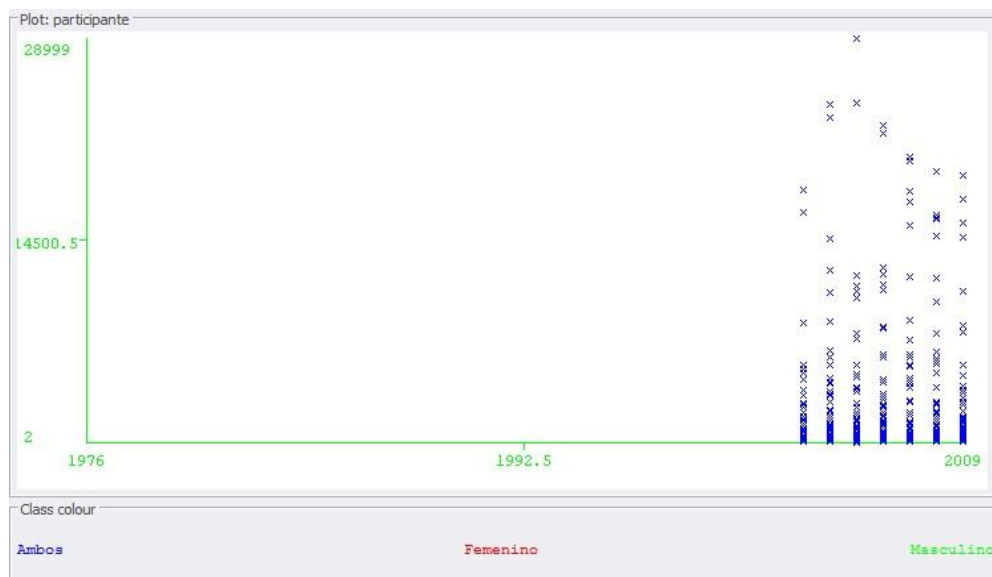 Plot: participante
28999
14500.5
2
1976 1992.5 2009
Class colour
Ambos Femenino Masculino